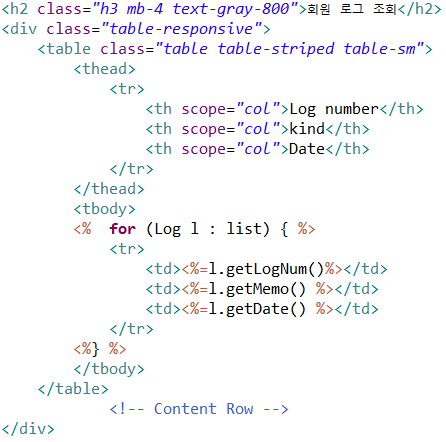 <h2 class="h3 mb-4 text-gray-800">회원 로그 조회</h2>
<div class="table-responsive">
    <table class="table table-striped table-sm">
        <thead>
            <tr>
                <th scope="col">Log number</th>
                <th scope="col">kind</th>
                <th scope="col">Date</th>
            </tr>
        </thead>
        <tbody>
        <%  for (Log l : list) { %>
            <tr>
                <td><%=l.getLogNum()%></td>
                <td><%=l.getMemo() %></td>
                <td><%=l.getDate() %></td>
            </tr>
        <%} %>
        </tbody>
    </table>
            <!-- Content Row -->
</div>